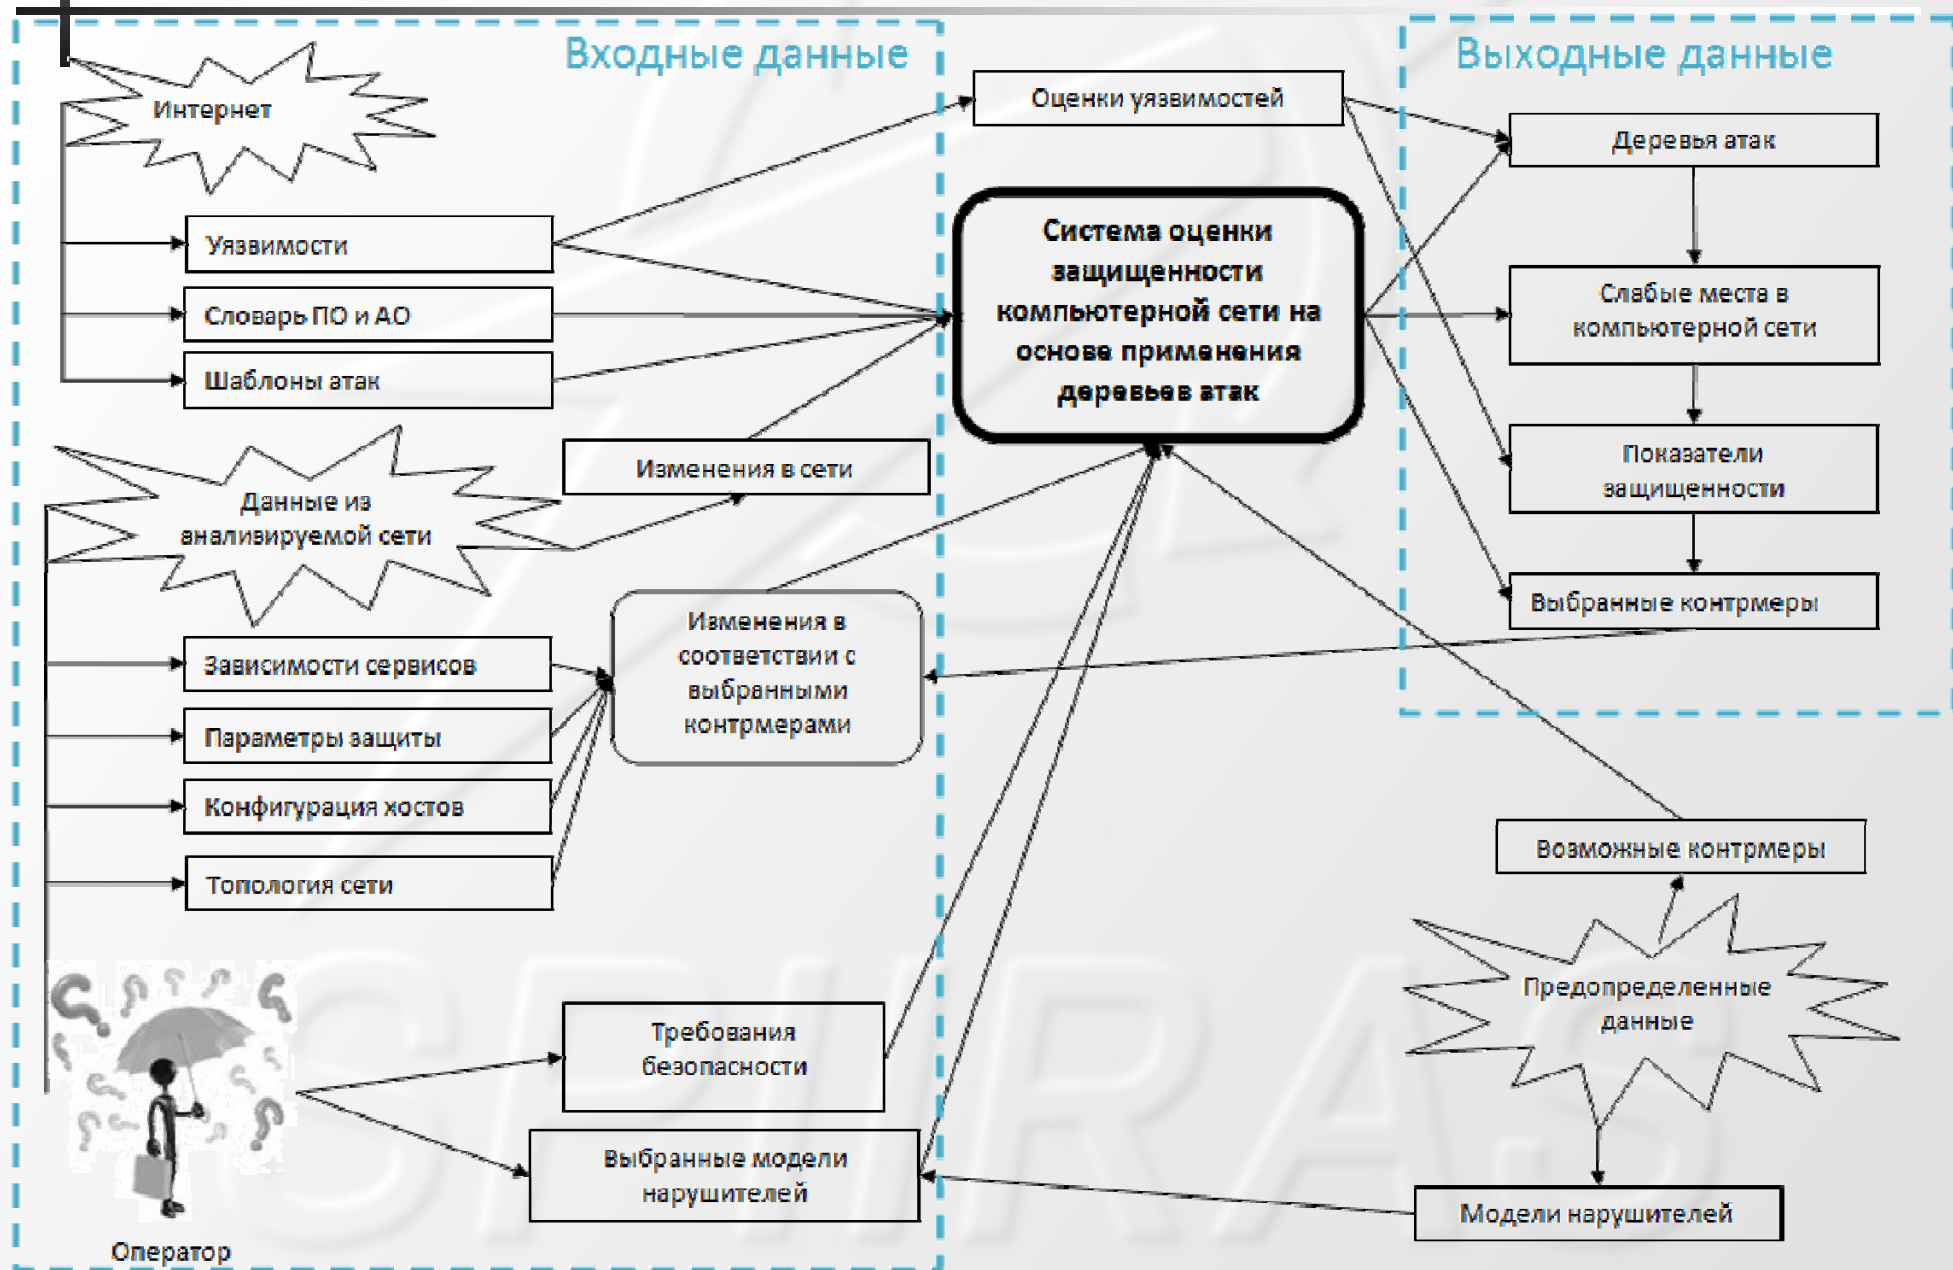 Входные данные
Выходные данные
Интернет
Оценки уязвимостей
Деревья атак
Уязвимости
Словарь ПО и АО
Шаблоны атак
Система оценки
защищенности
компьютерной сети на
основе применения
деревьев атак
Слабые места в
компьютерной сети
Изменения в сети
Показатели
защищенности
Данные из
анализируемой сети
Выбранные контрмеры
Изменения в
соответствии с
выбранными
контрмерами
Зависимости сервисов
Параметры защиты
Конфигурация хостов
Топология сети
Возможные контрмеры
Предопределенные
данные
Требования
безопасности
Выбранные модели
нарушителей
Модели нарушителей
Оператор
SPIIRAS